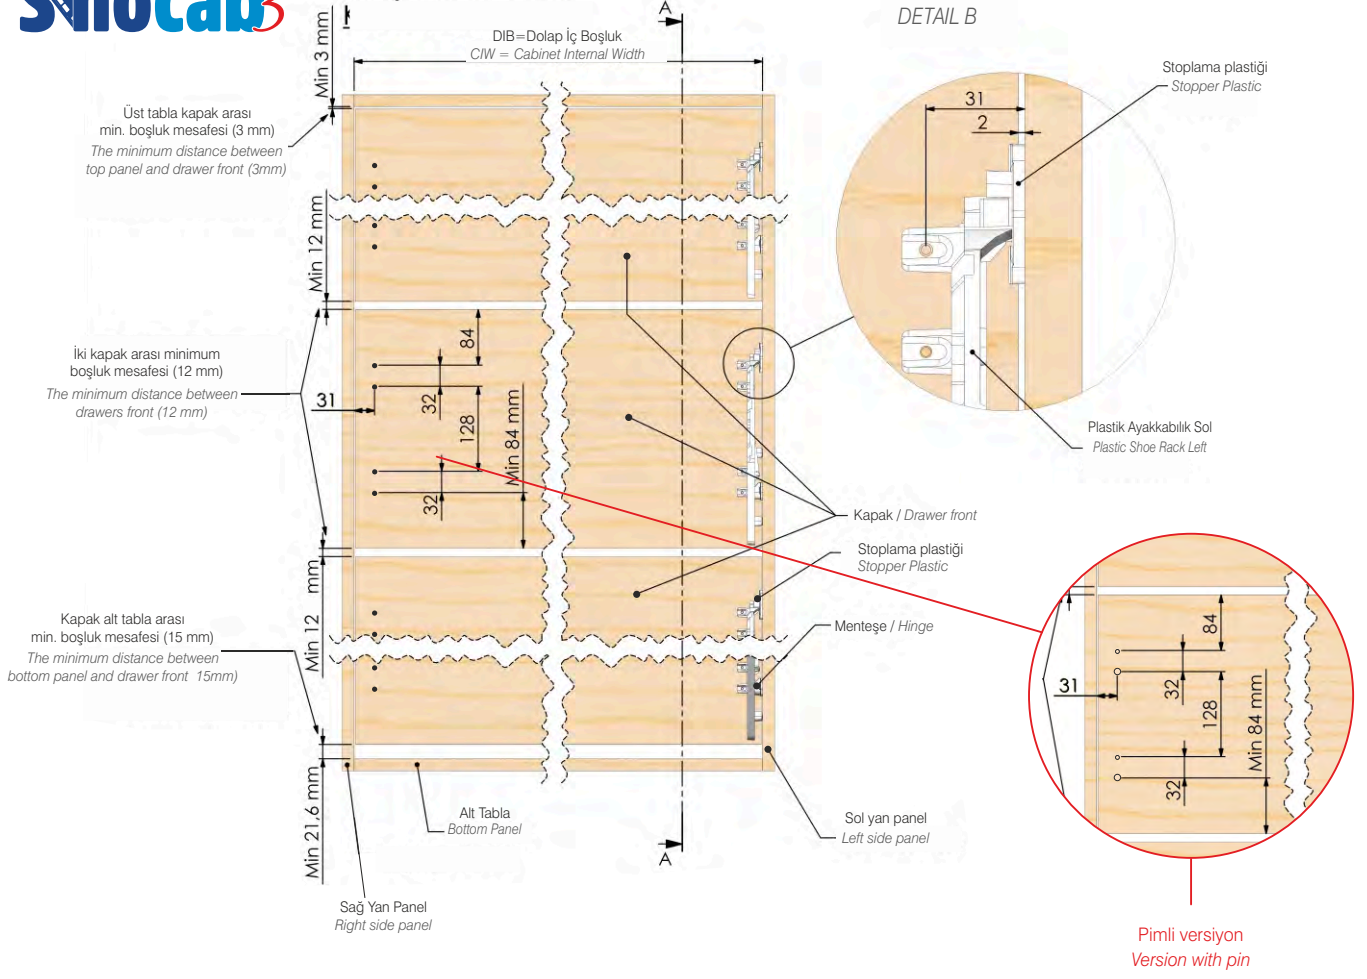 DETAIL B
A
DIB=Dolap İç Boşluk
CIW = Cabinet Internal Width
Min 3 mm
Üst tabla kapak arası
min. boşluk mesafesi (3 mm)
The minimum distance between
top panel and drawer front (3mm)
Stoplama plastiği
Stopper Plastic
31
2
Min 12 mm
İki kapak arası minimum
boşluk mesafesi (12 mm)
The minimum distance between
drawers front (12 mm)
84
31
32
128
Min 84 mm
32
Plastik Ayakkabılık Sol
Plastic Shoe Rack Left
Kapak / Drawer front
Stoplama plastiği
Stopper Plastic
Min 12 mm
Kapak alt tabla arası
min. boşluk mesafesi (15 mm)
The minimum distance between
bottom panel and drawer front 15mm)
Menteşe / Hinge
84
31
32
128
Min 84 mm
32
Min 21,6 mm
Alt Tabla
Bottom Panel
Sol yan panel
Left side panel
A
Sağ Yan Panel
Right side panel
Pimli versiyon
Version with pin